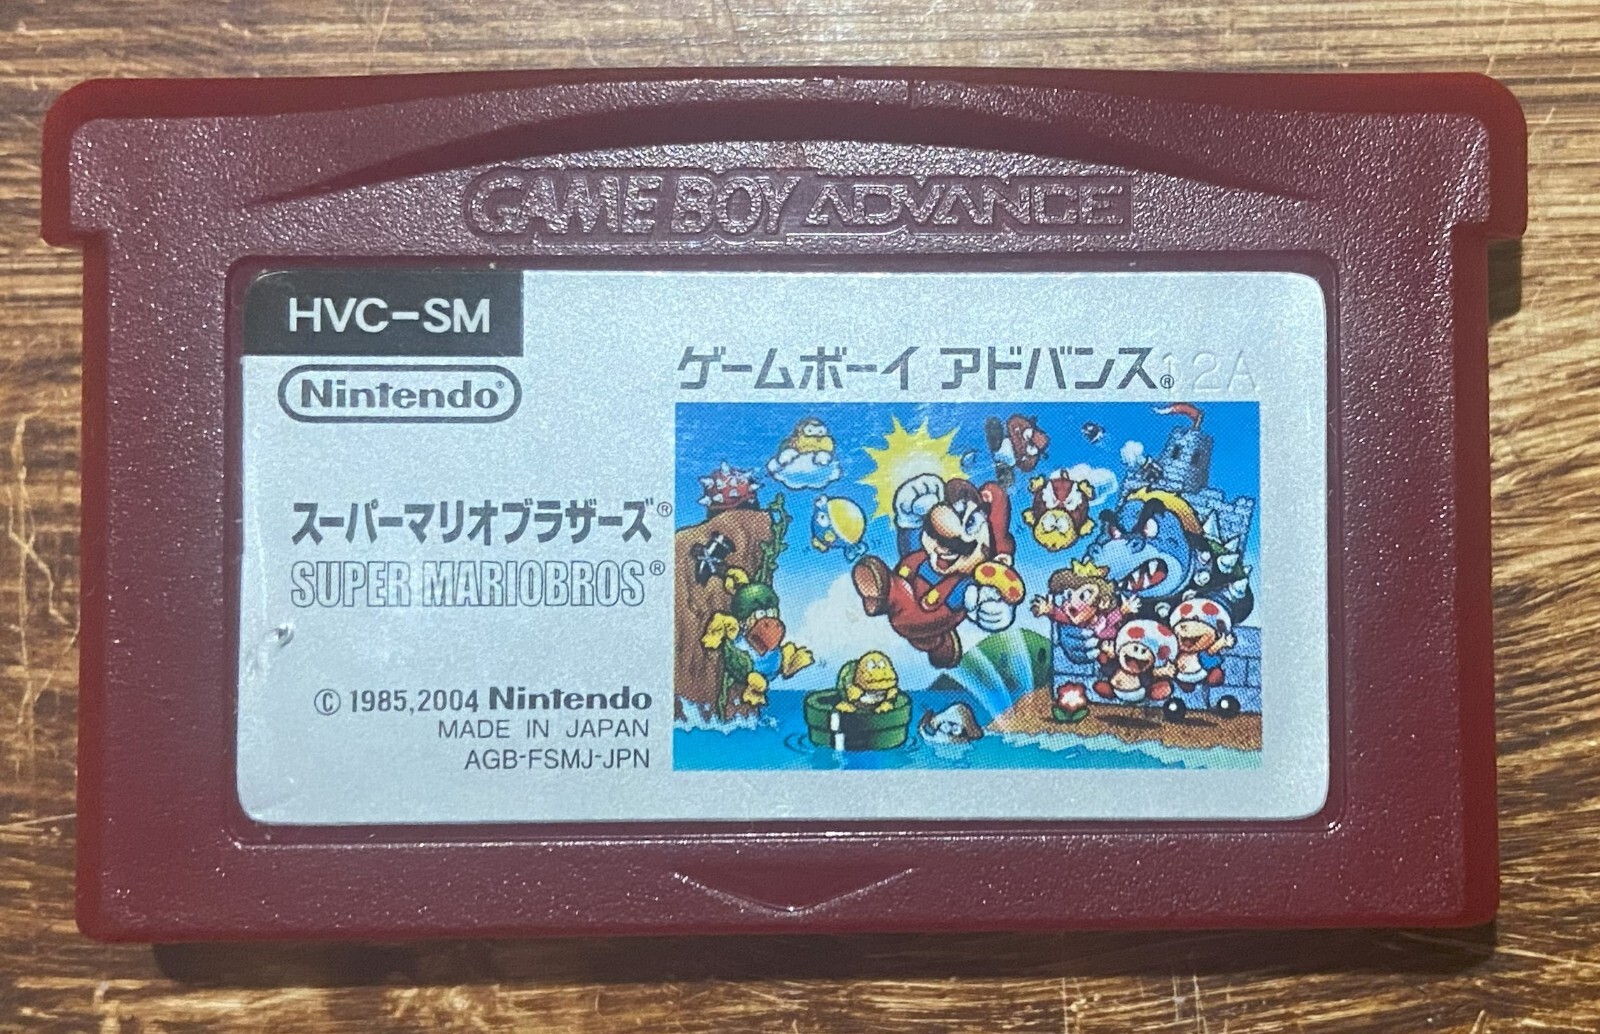 GAME BOY ADVANCE
HVC-SM
Nintendo®
ゲームボーイ アドバンス® 12A
スーパーマリオブラザーズ®
SUPER MARIOBROS®
© 1985,2004 Nintendo
MADE IN JAPAN
AGB-FSMJ-JPN